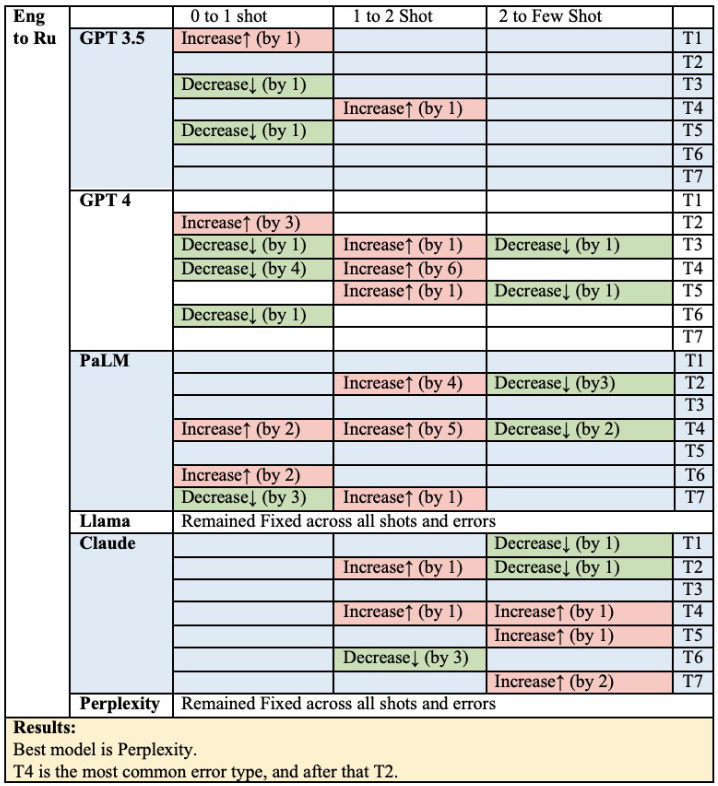 Eng to Ru 0 to 1 shot 1 to 2 Shot 2 to Few Shot
GPT 3.5 Increase↑ (by 1) T1
T2
Decrease↓ (by 1) T3
Increase↑ (by 1) T4
Decrease↓ (by 1) T5
T6
T7
GPT 4 T1
Increase↑ (by 3) T2
Decrease↓ (by 1) Increase↑ (by 1) Decrease↓ (by 1) T3
Decrease↓ (by 4) Increase↑ (by 6) T4
Increase↑ (by 1) Decrease↓ (by 1) T5
Decrease↓ (by 1) T6
T7
PaLM T1
Increase↑ (by 4) Decrease↓ (by3) T2
T3
Increase↑ (by 2) Increase↑ (by 5) Decrease↓ (by 2) T4
T5
Increase↑ (by 2) T6
Decrease↓ (by 3) Increase↑ (by 1) T7
Llama Remained Fixed across all shots and errors
Claude Decrease↓ (by 1) T1
Increase↑ (by 1) Decrease↓ (by 1) T2
T3
Increase↑ (by 1) Increase↑ (by 1) T4
Increase↑ (by 1) T5
Decrease↓ (by 3) T6
Increase↑ (by 2) T7
Perplexity Remained Fixed across all shots and errors
Results:
Best model is Perplexity.
T4 is the most common error type, and after that T2.